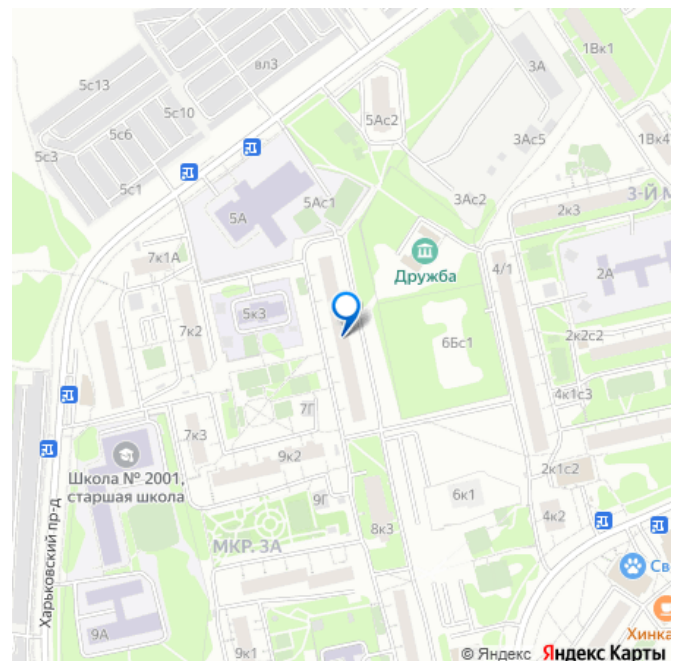 1Вк1
вл3
3А
5с13
5с10
5Ас2
5с6
3Ас5
1Вк4
5с3
5с1
3Ас2
5А
5Ас1
2к3
3-Й М
7к1А
Дружба
4/1
2А
5к3
7к2
6Бс1
2к2с2
4к1с3
7Г
7к3
9к2
2к1с2
Школа № 2001,
старшая школа
9Г
6к1
8к3
4к2
МКР. 3А
Харьковский пр-д
Св
9А
Хинка
9к1
© Яндекс Яндекс Карты